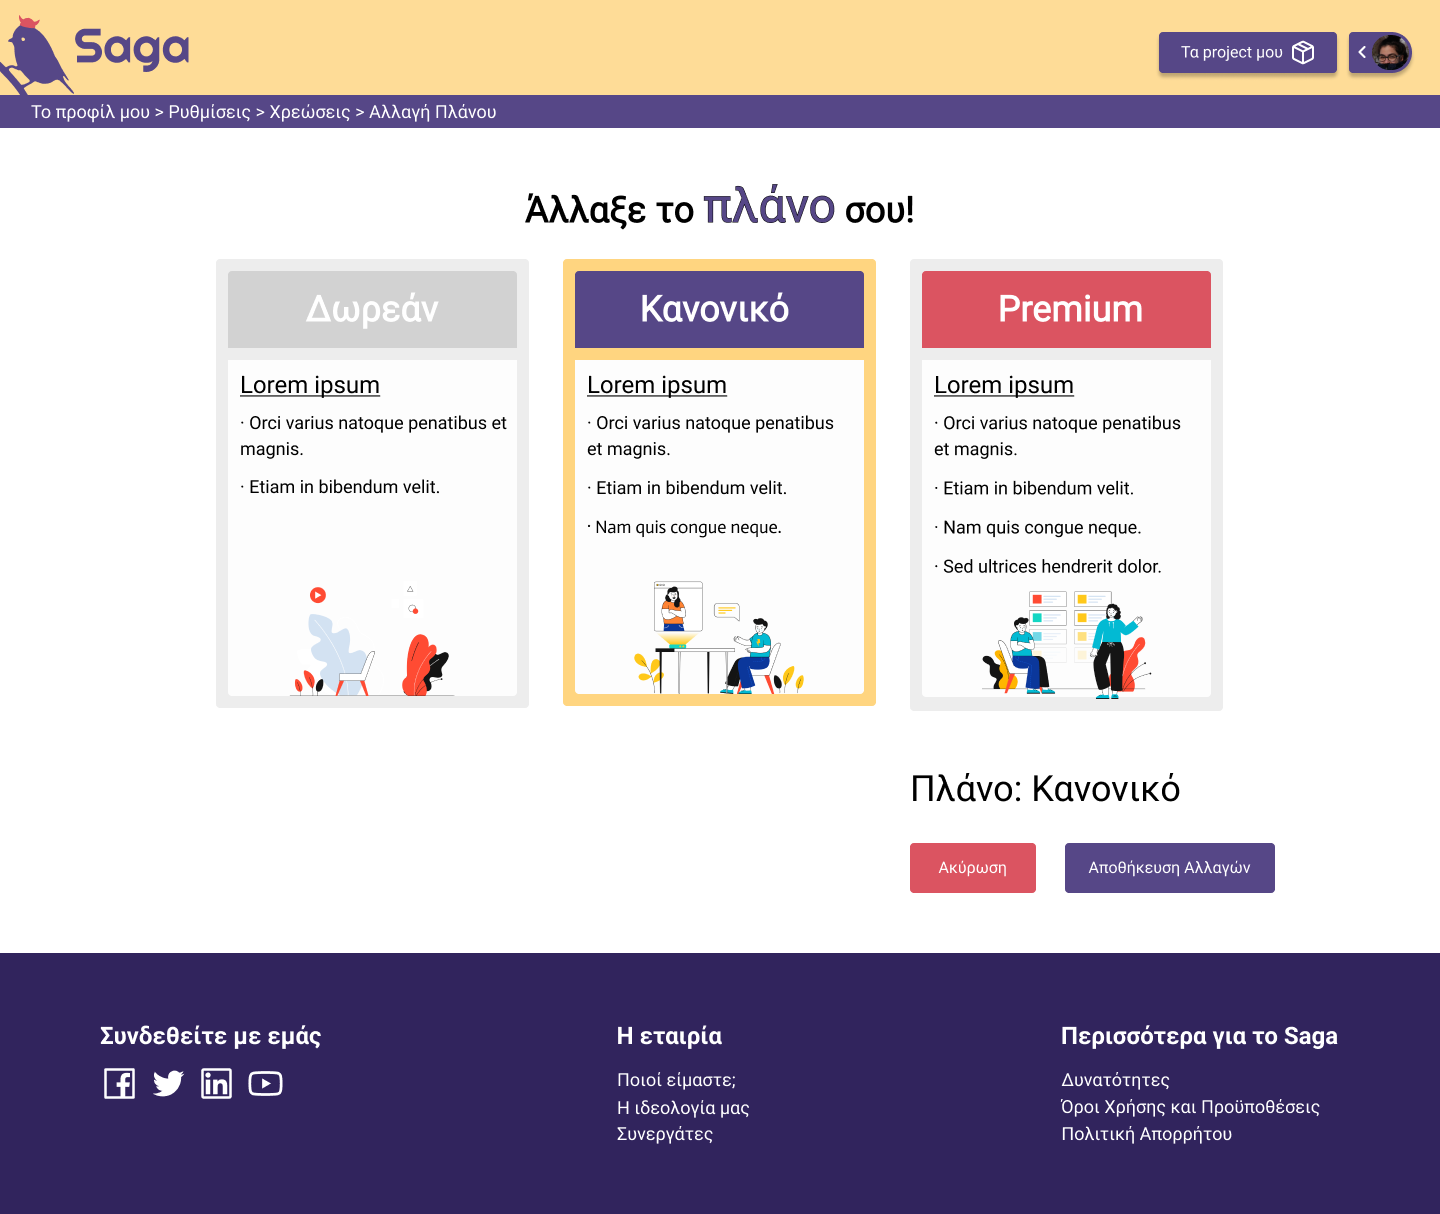 Saga
Τα project μου
Το προφίλ μου > Ρυθμίσεις > Χρεώσεις > Αλλαγή Πλάνου
Άλλαξε το πλάνο σου!
Δωρεάν
Lorem ipsum
· Orci varius natoque penatibus et
magnis.
· Etiam in bibendum velit.
Κανονικό
Lorem ipsum
· Orci varius natoque penatibus
et magnis.
· Etiam in bibendum velit.
· Nam quis congue neque.
Premium
Lorem ipsum
· Orci varius natoque penatibus
et magnis.
· Etiam in bibendum velit.
· Nam quis congue neque.
· Sed ultrices hendrerit dolor.
Πλάνο: Κανονικό
Ακύρωση
Αποθήκευση Αλλαγών
Συνδεθείτε με εμάς
Η εταιρία
Ποιοί είμαστε;
Η ιδεολογία μας
Συνεργάτες
Περισσότερα για το Saga
Δυνατότητες
Όροι Χρήσης και Προϋποθέσεις
Πολιτική Απορρήτου